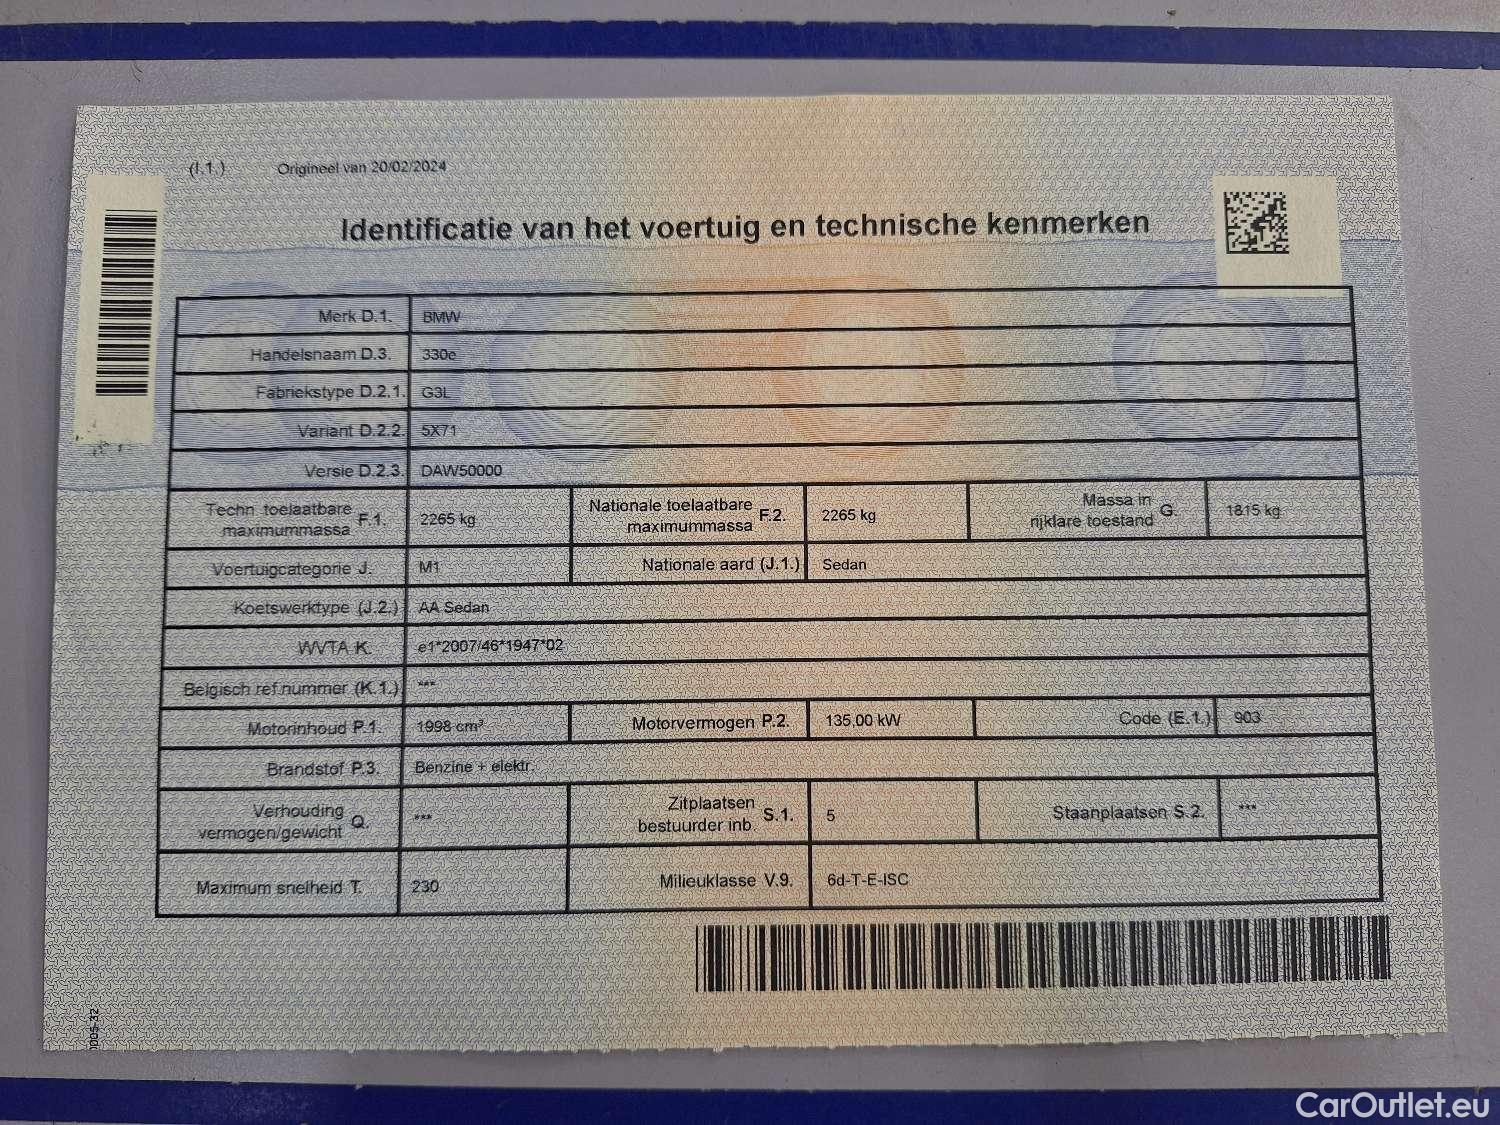 (I.1.) Origineel van 20/02/2024
Identificatie van het voertuig en technische kenmerken
Merk D.1. BMW
Handelsnaam D.3. 330e
Fabriekstype D.2.1. G3L
Variant D.2.2. 5X71
Versie D.2.3. DAW50000
Techn. toelaatbare maximummassa F.1. 2265 kg Nationale toelaatbare maximummassa F.2. 2265 kg Massa in rijklare toestand G. 1815 kg
Voertuigcategorie J. M1 Nationale aard (J.1.) Sedan
Koetswerktype (J.2.) AA Sedan
WVTA K. e1*2007/46*1947*02
Belgisch ref.nummer (K.1.) ***
Motorinhoud P.1. 1998 cm³ Motorvermogen P.2. 135,00 kW Code (E.1.) 903
Brandstof P.3. Benzine + elektr.
Verhouding vermogen/gewicht Q. *** Zitplaatsen bestuurder inb. S.1. 5 Staanplaatsen S.2. ***
Maximum snelheid T. 230 Milieuklasse V.9. 6d-T-E-ISC
CarOutlet.eu